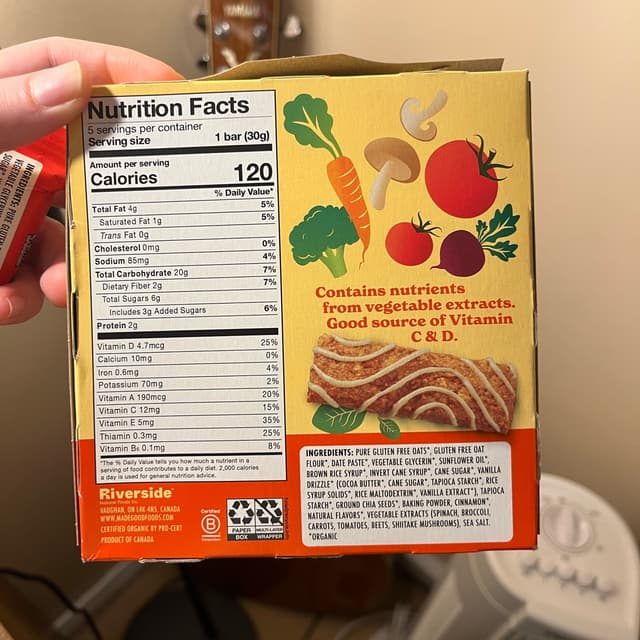 Nutrition Facts
5 servings per container
Serving size 1 bar (30g)
Amount per serving
Calories 120
% Daily Value*
Total Fat 4g 5%
Saturated Fat 1g 5%
Trans Fat 0g
Cholesterol 0mg 0%
Sodium 85mg 4%
Total Carbohydrate 20g 7%
Dietary Fiber 2g 7%
Total Sugars 6g
Includes 3g Added Sugars 6%
Protein 2g
Vitamin D 4.7mcg 25%
Calcium 10mg 0%
Iron 0.6mg 4%
Potassium 70mg 2%
Vitamin A 190mcg 20%
Vitamin C 12mg 15%
Vitamin E 5mg 35%
Thiamin 0.3mg 25%
Vitamin B₆ 0.1mg 8%
*The % Daily Value tells you how much a nutrient in a
serving of food contributes to a daily diet. 2,000 calories
a day is used for general nutrition advice.
Contains nutrients
from vegetable extracts.
Good source of Vitamin
C & D.
INGREDIENTS: PURE GLUTEN FREE OATS*, GLUTEN FREE OAT
FLOUR*, DATE PASTE*, VEGETABLE GLYCERIN*, SUNFLOWER OIL*,
BROWN RICE SYRUP*, INVERT CANE SYRUP*, CANE SUGAR*, VANILLA
DRIZZLE* (COCOA BUTTER*, CANE SUGAR*, TAPIOCA STARCH*, RICE
SYRUP SOLIDS*, RICE MALTODEXTRIN*, VANILLA EXTRACT*), TAPIOCA
STARCH*, GROUND CHIA SEEDS*, BAKING POWDER, CINNAMON*,
NATURAL FLAVORS*, VEGETABLE EXTRACTS (SPINACH, BROCCOLI,
CARROTS, TOMATOES, BEETS, SHIITAKE MUSHROOMS), SEA SALT.
*ORGANIC
Riverside
Natural Foods Inc.
VAUGHAN, ON L4K 4N5, CANADA
WWW.MADEGOODFOODS.COM
CERTIFIED ORGANIC BY PRO-CERT
PRODUCT OF CANADA
Certified
B
Corporation
PAPER
BOX
MULTI-LAYER
WRAPPER
INGREDIENTS: PURE GLUTEN
VEGETABLE GLYCERIN
SUGAR